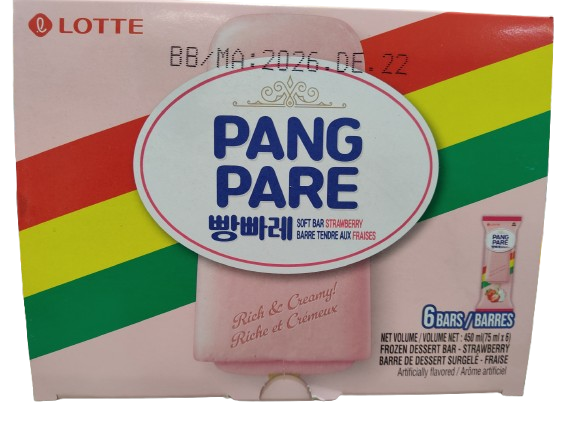 LOTTE
BB/MA:2026.DE.22
PANG
PARE
빵빠레
SOFT BAR STRAWBERRY
BARRE TENDRE AUX FRAISES
Rich & Creamy!
Riche et Crémeux
PANG
PARE
6 BARS/BARRES
NET VOLUME / VOLUME NET : 450 ml(75 ml x 6)
FROZEN DESSERT BAR - STRAWBERRY
BARRE DE DESSERT SURGELÉ - FRAISE
Artificially flavored / Arôme artificiel